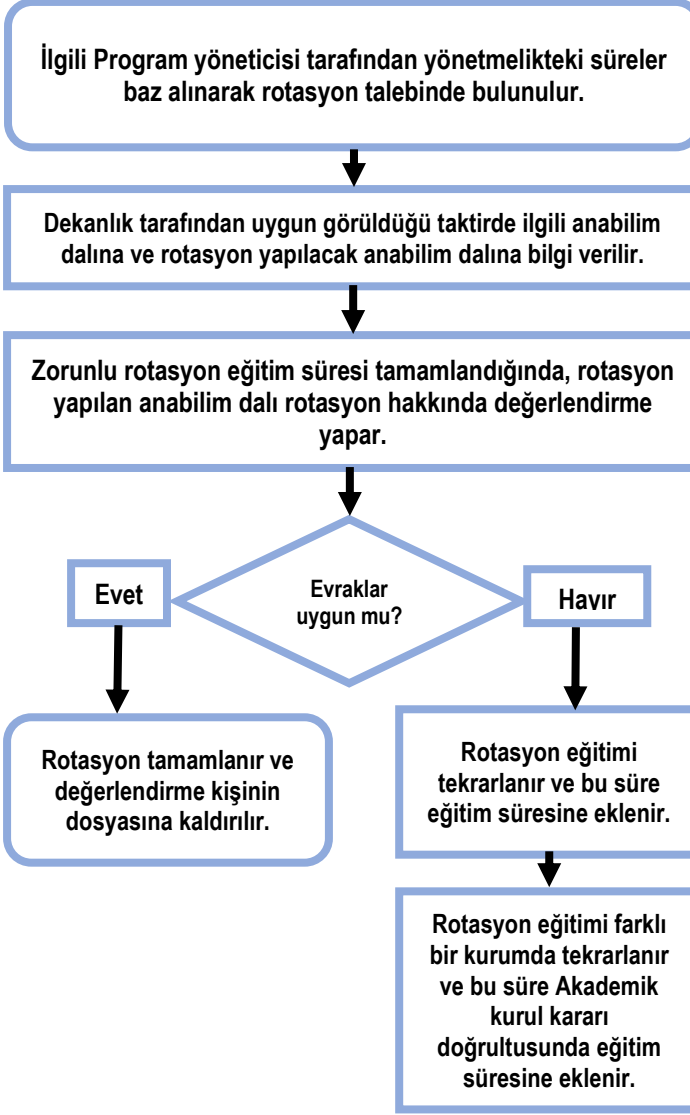 İlgili Program yöneticisi tarafından yönetmelikteki süreler
baz alınarak rotasyon talebinde bulunulur.
Dekanlık tarafından uygun görüldüğü taktirde ilgili anabilim
dalına ve rotasyon yapılacak anabilim dalına bilgi verilir.
Zorunlu rotasyon eğitim süresi tamamlandığında, rotasyon
yapılan anabilim dalı rotasyon hakkında değerlendirme
yapar.
Evet
Evraklar
uygun mu?
Hayır
Rotasyon tamamlanır ve
değerlendirme kişinin
dosyasına kaldırılır.
Rotasyon eğitimi
tekrarlanır ve bu süre
eğitim süresine eklenir.
Rotasyon eğitimi farklı
bir kurumda tekrarlanır
ve bu süre Akademik
kurul kararı
doğrultusunda eğitim
süresine eklenir.